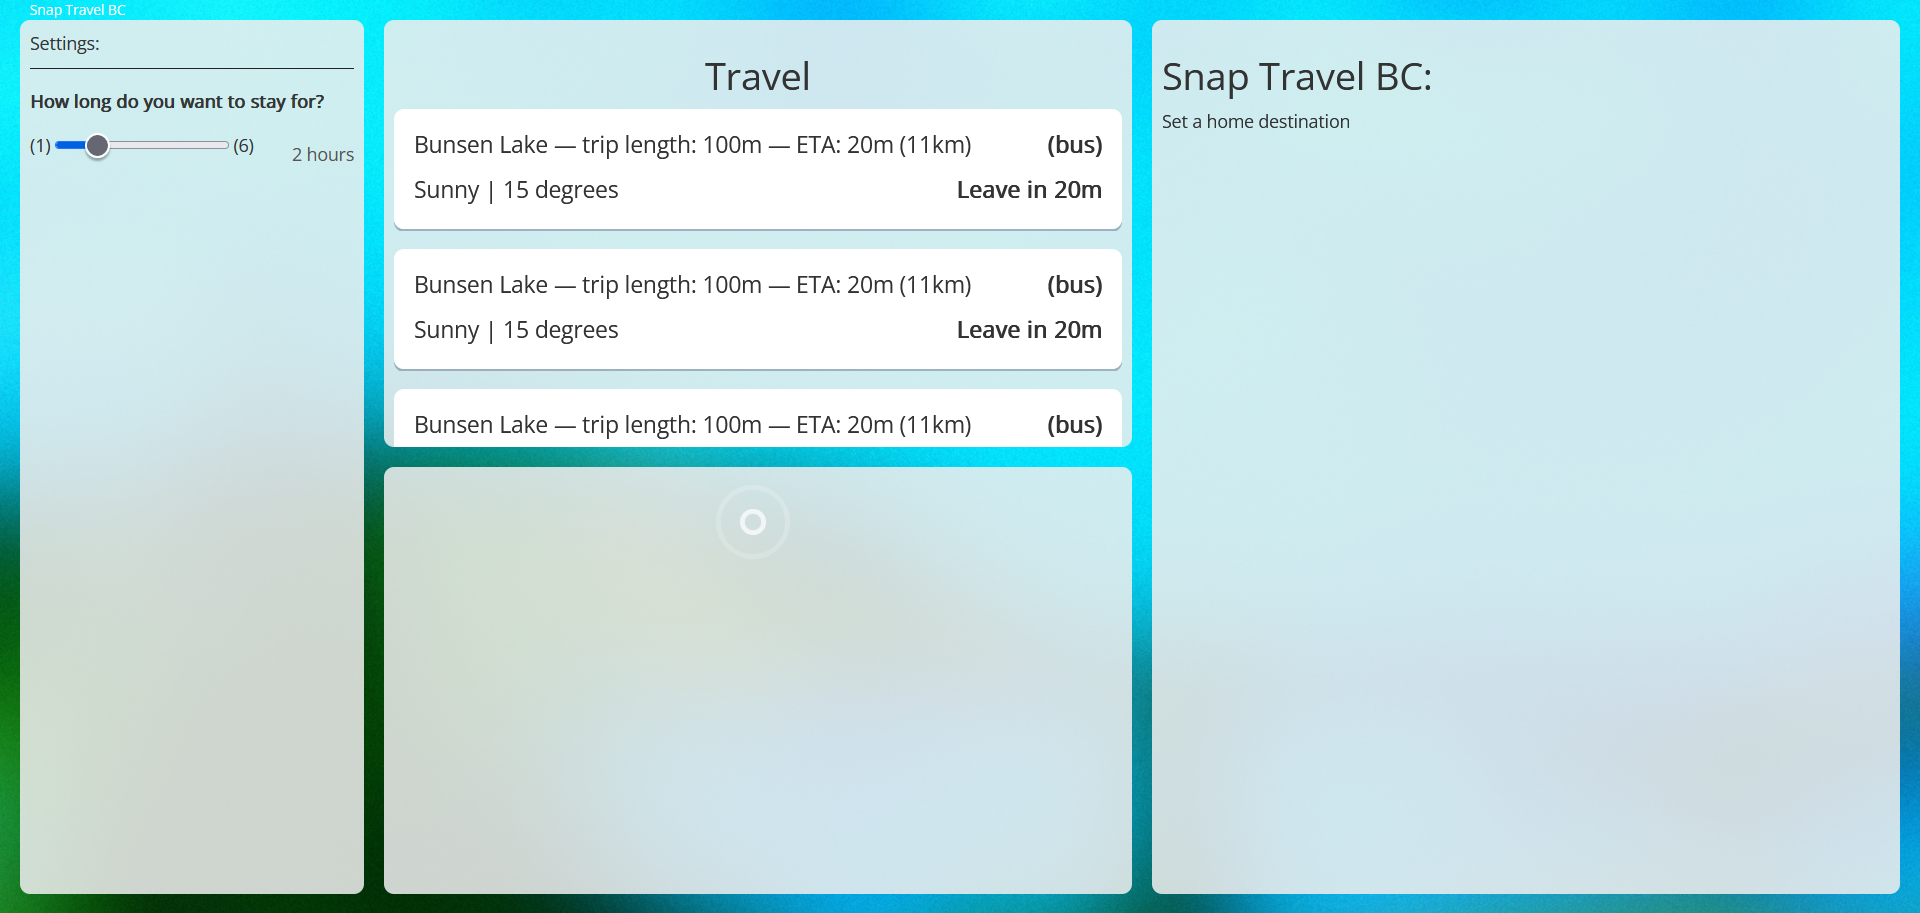 Snap Travel BC
Settings:
How long do you want to stay for?
(1) (6) 2 hours
Travel
Bunsen Lake — trip length: 100m — ETA: 20m (11km) (bus)
Sunny | 15 degrees Leave in 20m
Bunsen Lake — trip length: 100m — ETA: 20m (11km) (bus)
Sunny | 15 degrees Leave in 20m
Bunsen Lake — trip length: 100m — ETA: 20m (11km) (bus)
Snap Travel BC:
Set a home destination